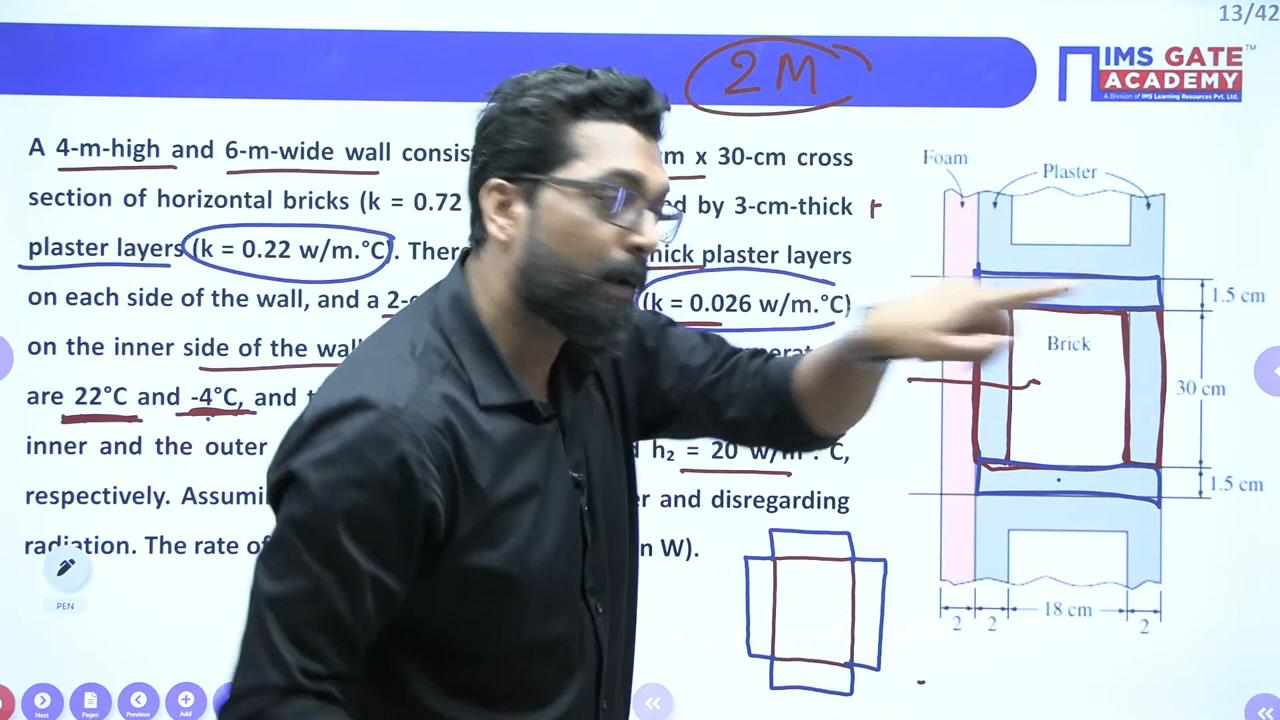 13/42
2 M
IMS GATE
ACADEMY
TM
A Division of IMS Learning Resources Pvt. Ltd.
A 4-m-high and 6-m-wide wall consis m x 30-cm cross
section of horizontal bricks (k = 0.72 d by 3-cm-thick
plaster layers (k = 0.22 w/m.°C). There hick plaster layers
on each side of the wall, and a 2- (k = 0.026 w/m.°C)
on the inner side of the wal
are 22°C and -4°C, and
inner and the outer h₂ = 20 w/m². C,
respectively. Assumi r and disregarding
radiation. The rate of n W).
Foam
Plaster
1.5 cm
Brick
30 cm
1.5 cm
18 cm
2 2 2
PEN
Next
Pages
Previous
Add